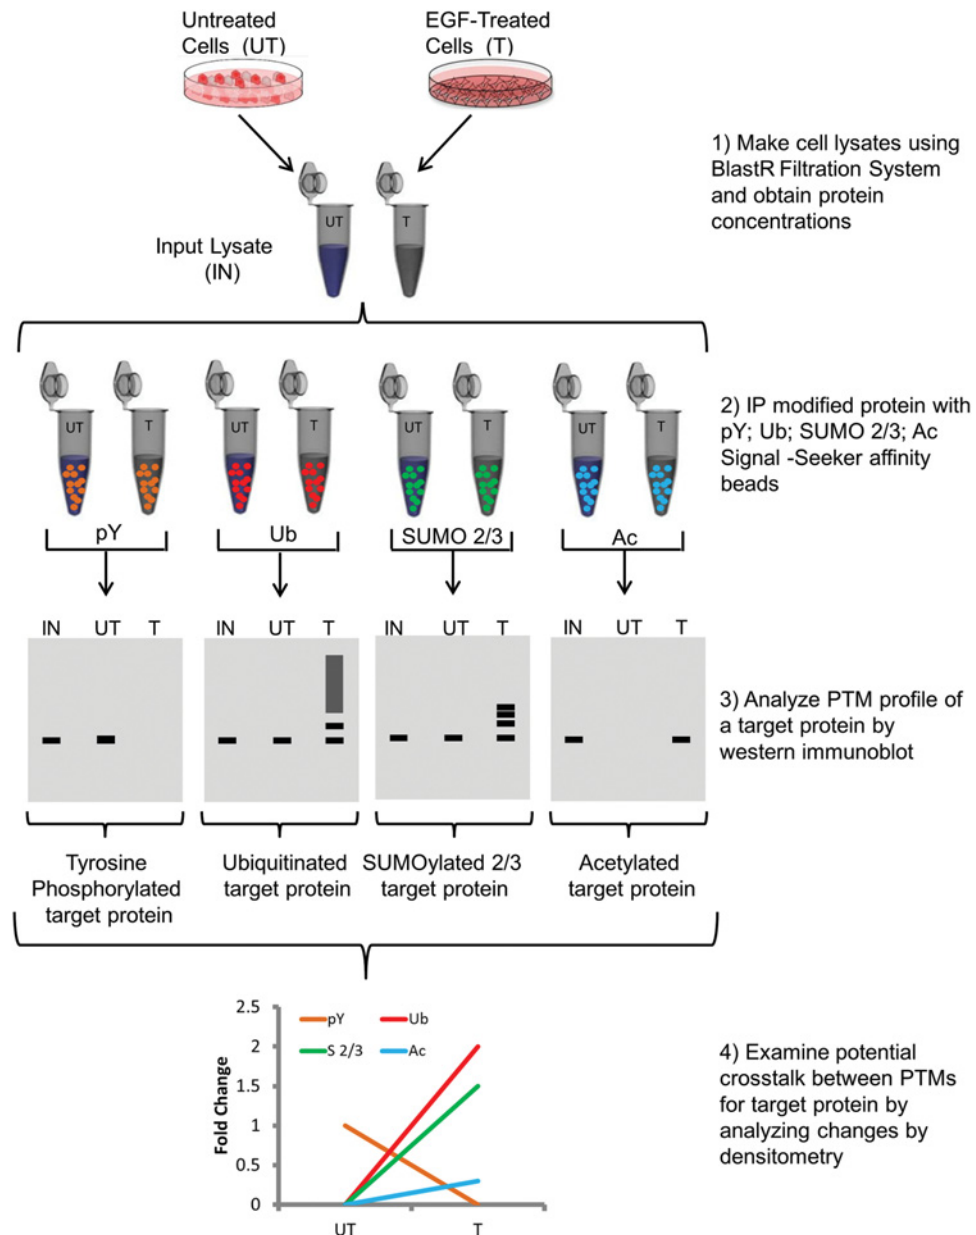 Untreated
Cells (UT)
EGF-Treated
Cells (T)
1) Make cell lysates using
BlastR Filtration System
and obtain protein
concentrations
UT
T
Input Lysate
(IN)
UT
T
UT
T
UT
T
UT
T
2) IP modified protein with
pY; Ub; SUMO 2/3; Ac
Signal -Seeker affinity
beads
pY
Ub
SUMO 2/3
Ac
IN UT T
IN UT T
IN UT T
IN UT T
3) Analyze PTM profile of
a target protein by
western immunoblot
Tyrosine
Phosphorylated
target protein
Ubiquitinated
target protein
SUMOylated 2/3
target protein
Acetylated
target protein
Fold Change
2.5
2
1.5
1
0.5
0
pY
Ub
S 2/3
Ac
UT
T
4) Examine potential
crosstalk between PTMs
for target protein by
analyzing changes by
densitometry